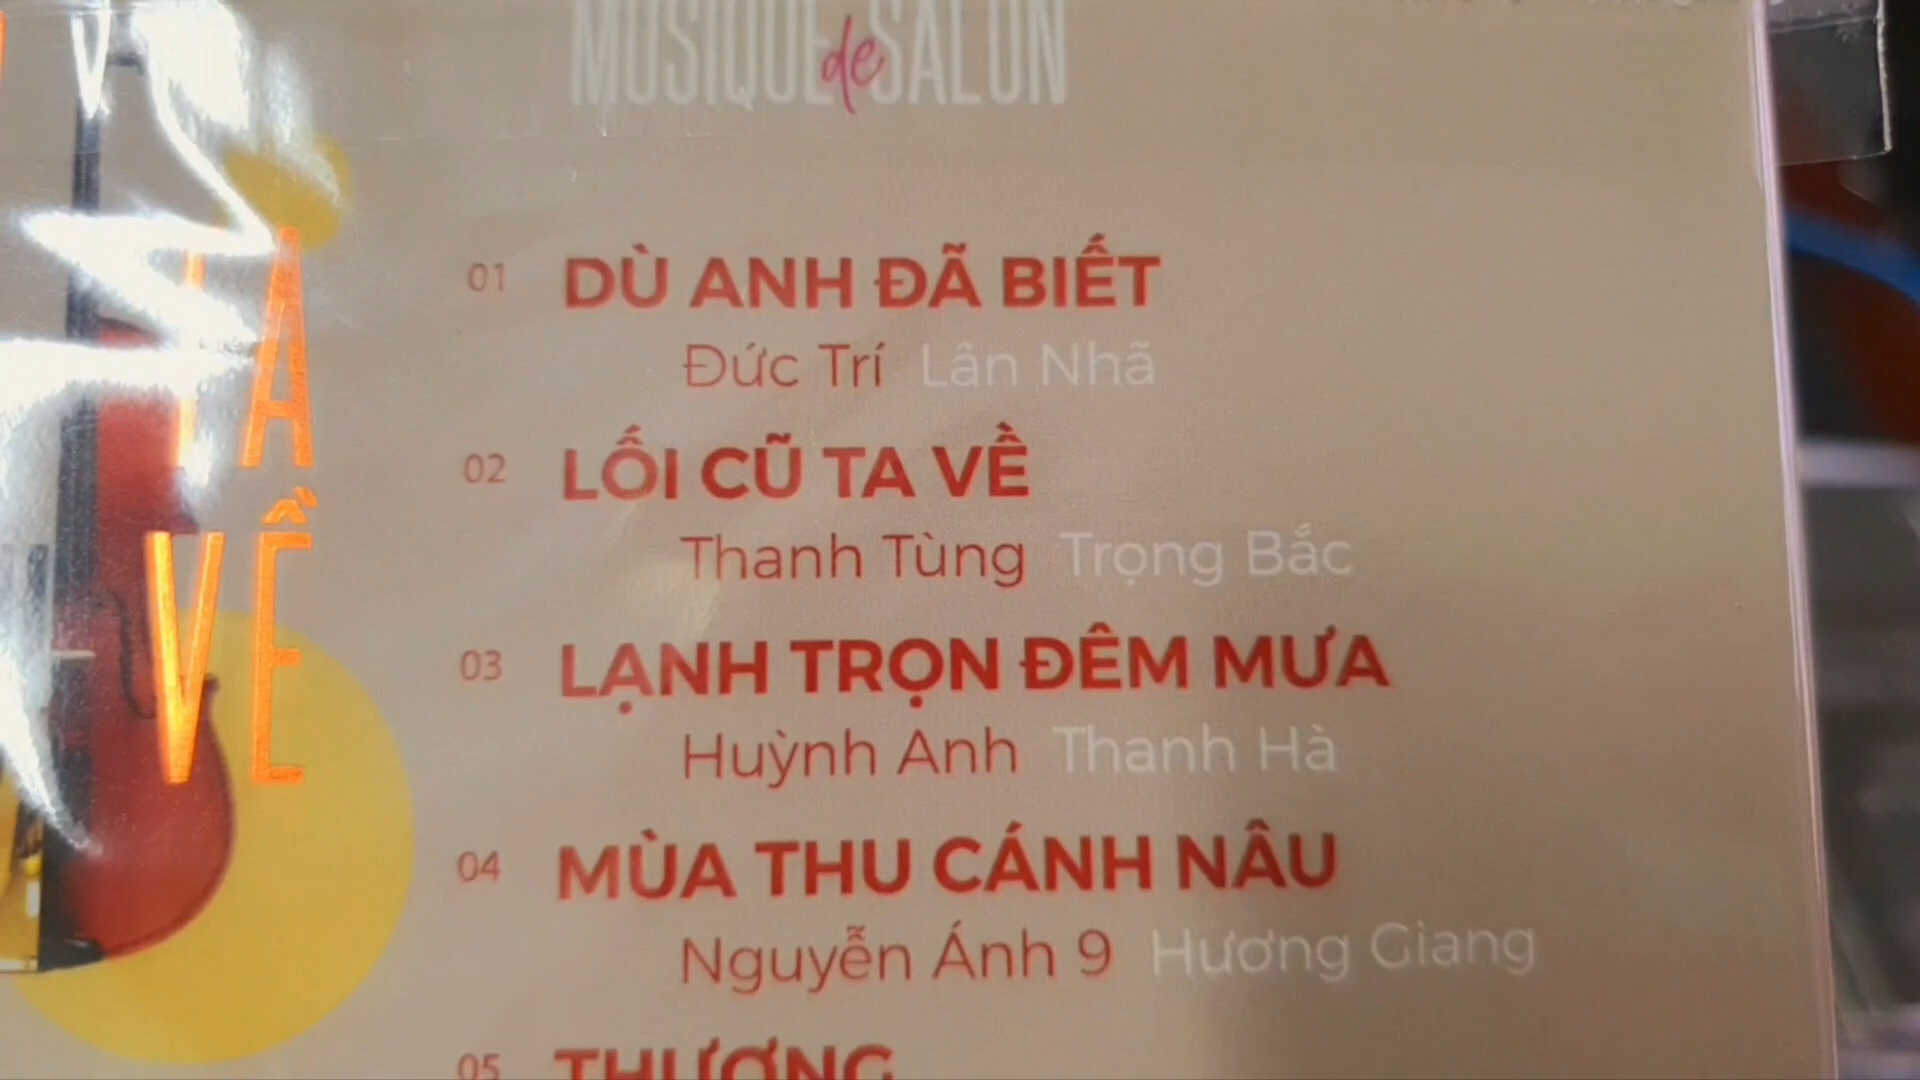 MUSIQUE de SALON
TA
VỀ
01 DÙ ANH ĐÃ BIẾT
Đức Trí Lân Nhã
02 LỐI CŨ TA VỀ
Thanh Tùng Trọng Bắc
03 LẠNH TRỌN ĐÊM MƯA
Huỳnh Anh Thanh Hà
04 MÙA THU CÁNH NÂU
Nguyễn Ánh 9 Hương Giang
05 THƯƠNG